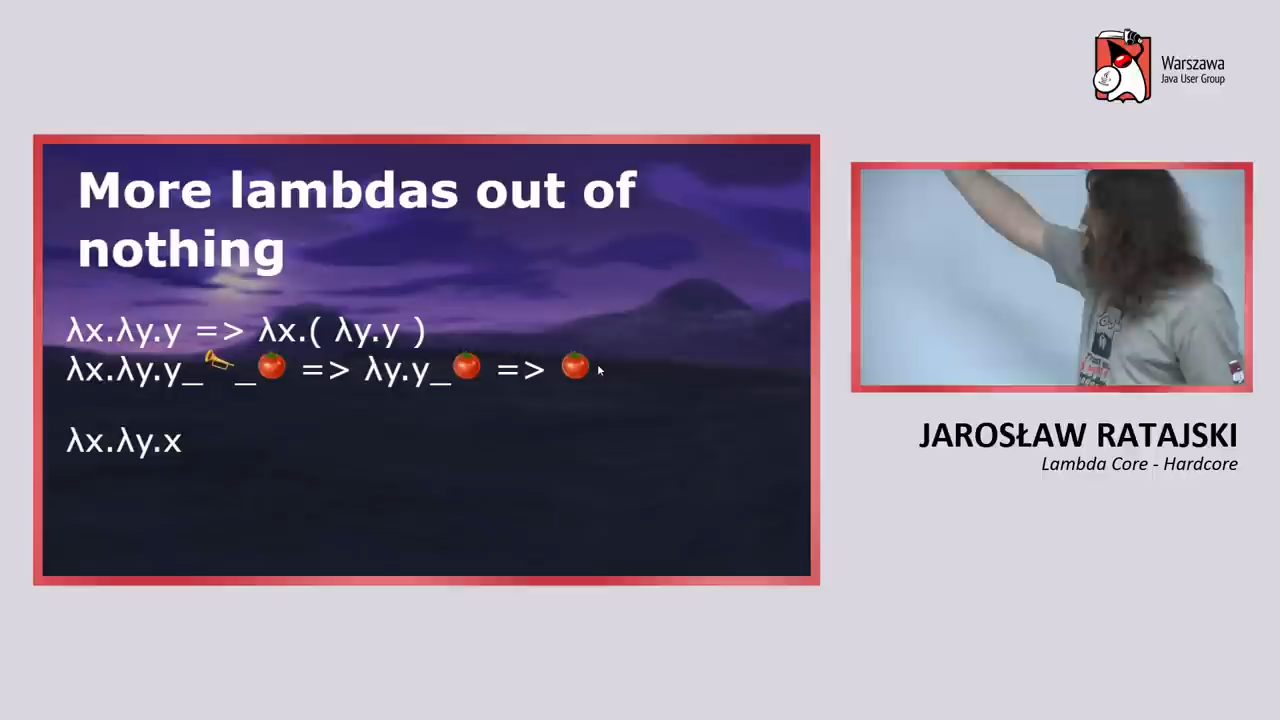 Warszawa
Java User Group
More lambdas out of
nothing
λx.λy.y => λx.( λy.y )
λx.λy.y_🎺_🍅 => λy.y_🍅 => 🍅
λx.λy.x
JAROSŁAW RATAJSKI
Lambda Core - Hardcore